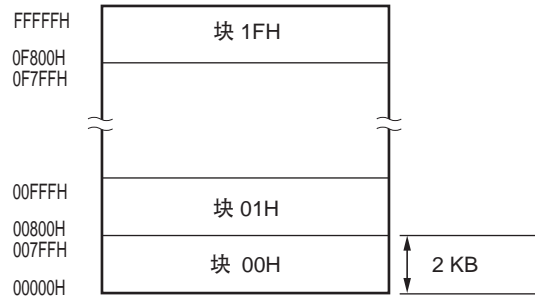 FFFFFH
块 1FH
0F800H
0F7FFH
00FFFH
块 01H
00800H
007FFH
块 00H
2 KB
00000H